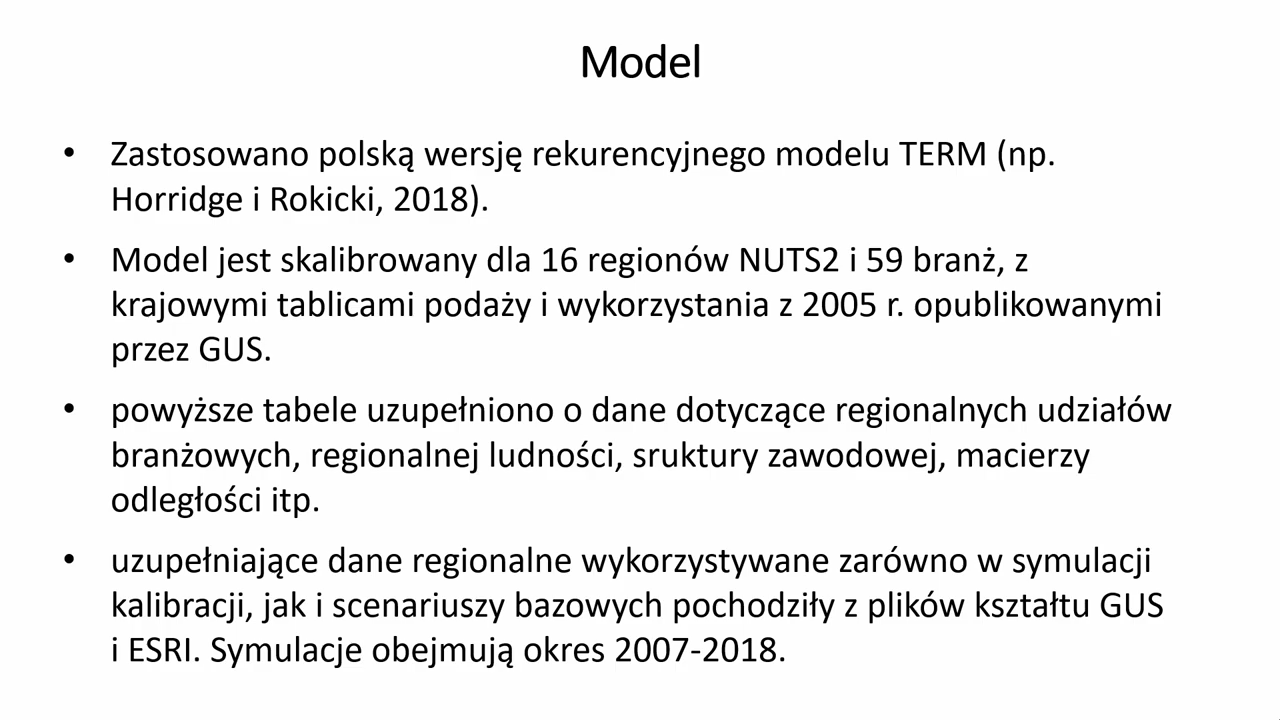 Model
• Zastosowano polską wersję rekurencyjnego modelu TERM (np.
Horridge i Rokicki, 2018).
• Model jest skalibrowany dla 16 regionów NUTS2 i 59 branż, z
krajowymi tablicami podaży i wykorzystania z 2005 r. opublikowanymi
przez GUS.
• powyższe tabele uzupełniono o dane dotyczące regionalnych udziałów
branżowych, regionalnej ludności, sruktury zawodowej, macierzy
odległości itp.
• uzupełniające dane regionalne wykorzystywane zarówno w symulacji
kalibracji, jak i scenariuszy bazowych pochodziły z plików kształtu GUS
i ESRI. Symulacje obejmują okres 2007-2018.